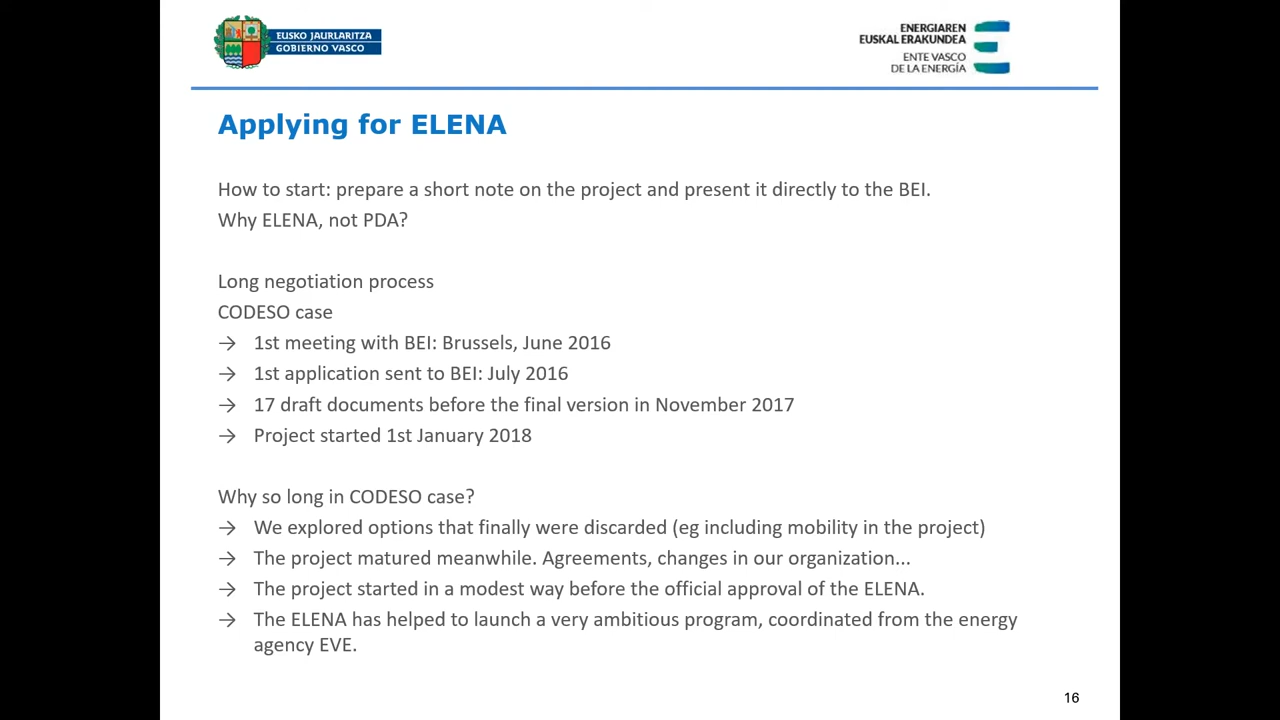 EUSKO JAURLARITZA
GOBIERNO VASCO
ENERGIAREN
EUSKAL ERAKUNDEA
ENTE VASCO
DE LA ENERGÍA
Applying for ELENA
How to start: prepare a short note on the project and present it directly to the BEI.
Why ELENA, not PDA?
Long negotiation process
CODESO case
→ 1st meeting with BEI: Brussels, June 2016
→ 1st application sent to BEI: July 2016
→ 17 draft documents before the final version in November 2017
→ Project started 1st January 2018
Why so long in CODESO case?
→ We explored options that finally were discarded (eg including mobility in the project)
→ The project matured meanwhile. Agreements, changes in our organization...
→ The project started in a modest way before the official approval of the ELENA.
→ The ELENA has helped to launch a very ambitious program, coordinated from the energy
agency EVE.
16